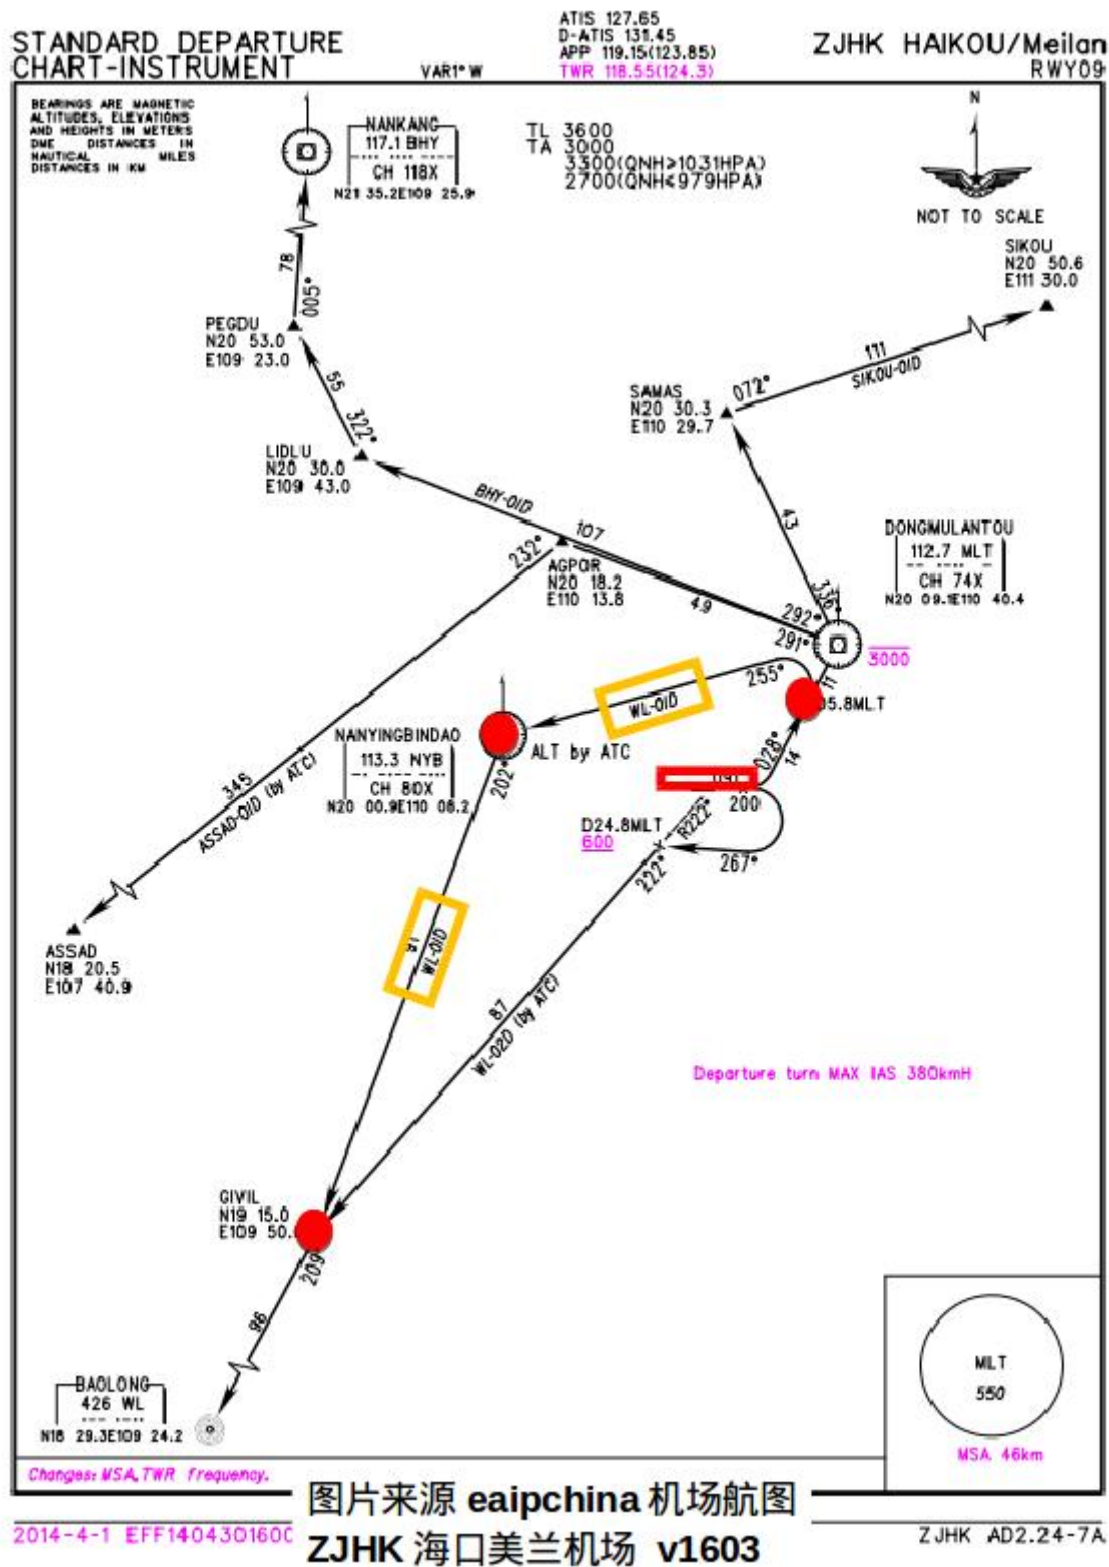 STANDARD DEPARTURE
CHART-INSTRUMENT
VAR1° W
ATIS 127.65
D-ATIS 131.45
APP 119.15(123.85)
TWR 118.55(124.3)
ZJHK HAIKOU/Meilan
RWY09
BEARINGS ARE MAGNETIC
ALTITUDES, ELEVATIONS
AND HEIGHTS IN METERS
DME DISTANCES IN
NAUTICAL MILES
DISTANCES IN KM
NANKANG
117.1 BHY
CH 118X
N21 35.2E109 25.9
TL 3600
TA 3000
3300(QNH≥1031HPA)
2700(QNH≤979HPA)
N
NOT TO SCALE
SIKOU
N20 50.6
E111 30.0
78
005°
PEGDU
N20 53.0
E109 23.0
55
322°
111
SIKOU-01D
072°
SAMAS
N20 30.3
E110 29.7
LIDLU
N20 30.0
E109 43.0
BHY-01D
107
43
232°
AGPOR
N20 18.2
E110 13.8
49
336°
292°
291°
DONGMULANTOU
112.7 MLT
CH 74X
N20 09.1E110 40.4
3000
11
255°
WL-01D
D5.8MLT
NANYINGBINDAO
113.3 NYB
CH 80X
N20 00.9E110 08.2
ALT by ATC
202°
028°
14
200
D24.8MLT
600
R222°
222°
267°
345
ASSAD-01D (by ATC)
ASSAD
N18 20.5
E107 40.9
WL-01D
87
WL-02D (by ATC)
Departure turn MAX IAS 380kmH
GIVIL
N19 15.0
E109 50.
209°
96
BAOLONG
426 WL
N18 29.3E109 24.2
MLT
550
MSA 46km
Changes: MSA, TWR frequency.
图片来源 eaipchina 机场航图
ZJHK 海口美兰机场 v1603
2014-4-1 EFF1404301600
ZJHK AD2.24-7A